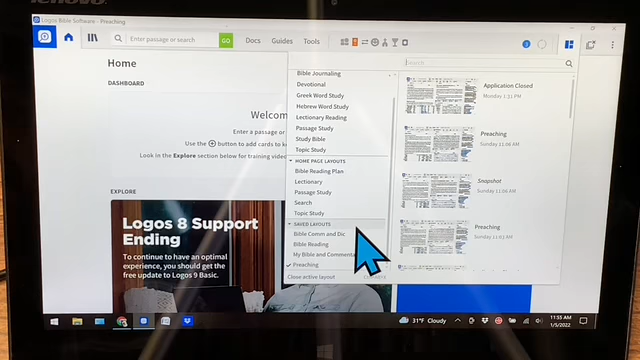 lenovo
Logos Bible Software - Preaching
Enter passage or search
GO
Docs
Guides
Tools
3
Home
DASHBOARD
Welcom
Enter a passage or
Use the + button to add cards to
Look in the Explore section below for training video
EXPLORE
Logos 8 Support
Ending
To continue to have an optimal
experience, you should get the
free update to Logos 9 Basic.
Bible Journaling
Devotional
Greek Word Study
Hebrew Word Study
Lectionary Reading
Passage Study
Study Bible
Topic Study
HOME PAGE LAYOUTS
Bible Reading Plan
Lectionary
Passage Study
Search
Topic Study
SAVED LAYOUTS
Bible Comm and Dic
Bible Reading
My Bible and Commenta
Preaching
Close active layout
Search
Application Closed
Monday 1:31 PM
Preaching
Sunday 11:06 AM
Snapshot
Sunday 11:06 AM
Preaching
Sunday 11:03 AM
31°F Cloudy
11:55 AM
1/5/2022